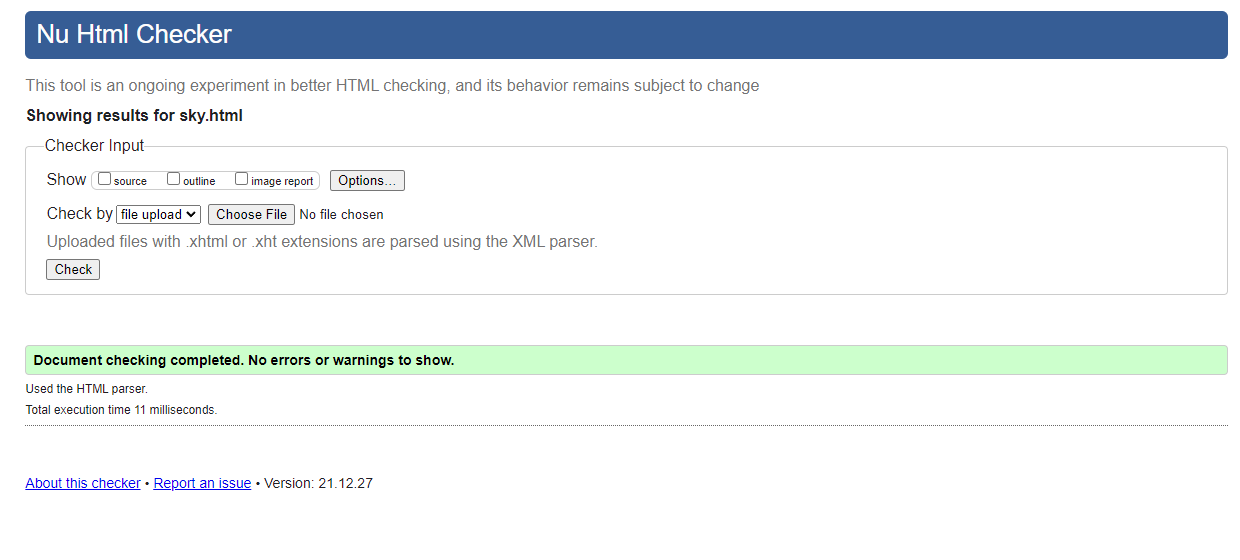 Nu Html Checker
This tool is an ongoing experiment in better HTML checking, and its behavior remains subject to change
Showing results for sky.html
Checker Input
Show source outline image report Options...
Check by file upload Choose File No file chosen
Uploaded files with .xhtml or .xht extensions are parsed using the XML parser.
Check
Document checking completed. No errors or warnings to show.
Used the HTML parser.
Total execution time 11 milliseconds.
About this checker • Report an issue • Version: 21.12.27